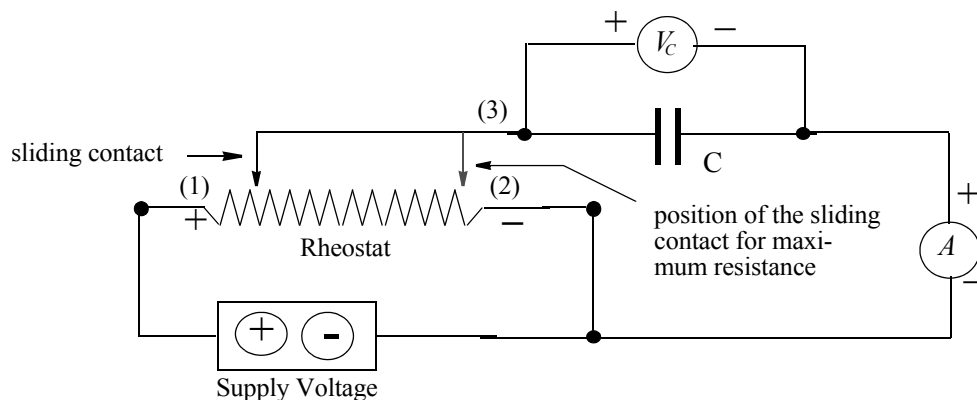 + V_C −
(3)
sliding contact
C
(1)
(2)
+
−
Rheostat
position of the sliding
contact for maxi-
mum resistance
+
A
−
+ -
Supply Voltage